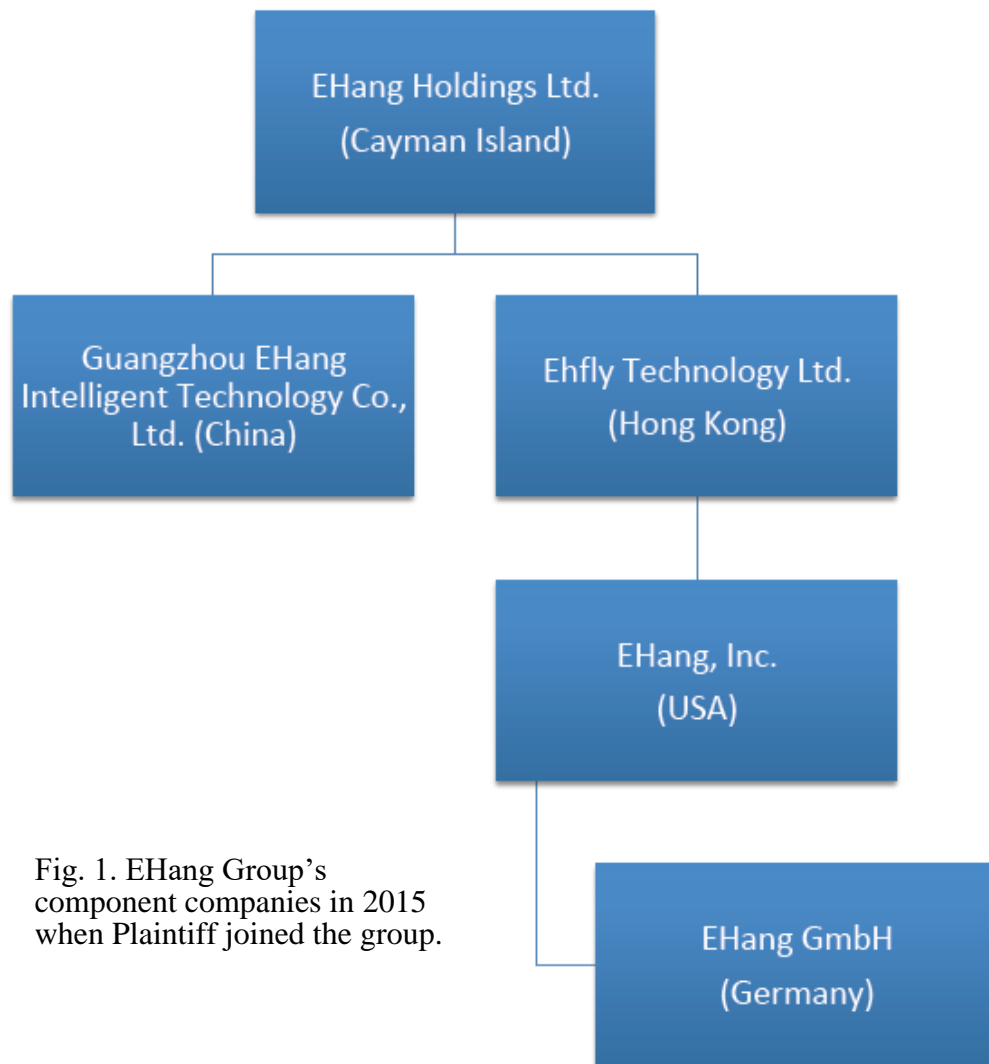 EHang Holdings Ltd.
(Cayman Island)
Guangzhou EHang
Intelligent Technology Co.,
Ltd. (China)
Ehfly Technology Ltd.
(Hong Kong)
EHang, Inc.
(USA)
Fig. 1. EHang Group’s
component companies in 2015
when Plaintiff joined the group.
EHang GmbH
(Germany)